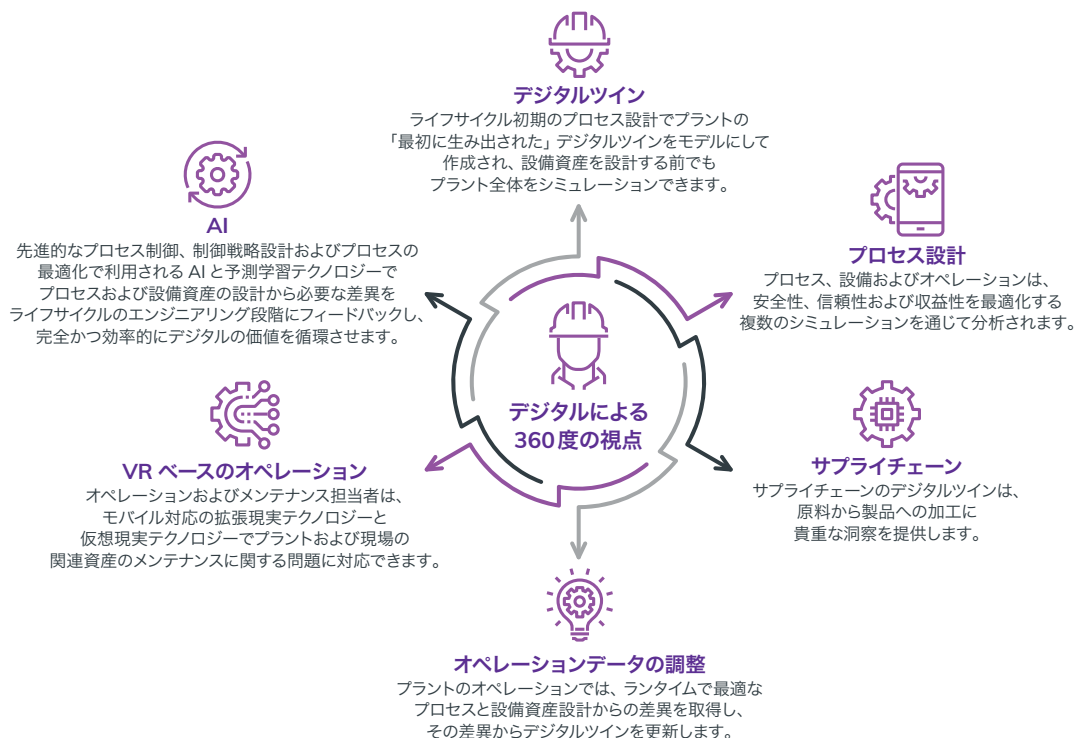 デジタルツイン
ライフサイクル初期のプロセス設計でプラントの
「最初に生み出された」デジタルツインをモデルにして
作成され、設備資産を設計する前でも
プラント全体をシミュレーションできます。
AI
先進的なプロセス制御、制御戦略設計およびプロセスの
最適化で利用される AI と予測学習テクノロジーで
プロセスおよび設備資産の設計から必要な差異を
ライフサイクルのエンジニアリング段階にフィードバックし、
完全かつ効率的にデジタルの価値を循環させます。
プロセス設計
プロセス、設備およびオペレーションは、
安全性、信頼性および収益性を最適化する
複数のシミュレーションを通じて分析されます。
デジタルによる
360度の視点
VR ベースのオペレーション
オペレーションおよびメンテナンス担当者は、
モバイル対応の拡張現実テクノロジーと
仮想現実テクノロジーでプラントおよび現場の
関連資産のメンテナンスに関する問題に対応できます。
サプライチェーン
サプライチェーンのデジタルツインは、
原料から製品への加工に
貴重な洞察を提供します。
オペレーションデータの調整
プラントのオペレーションでは、ランタイムで最適な
プロセスと設備資産設計からの差異を取得し、
その差異からデジタルツインを更新します。